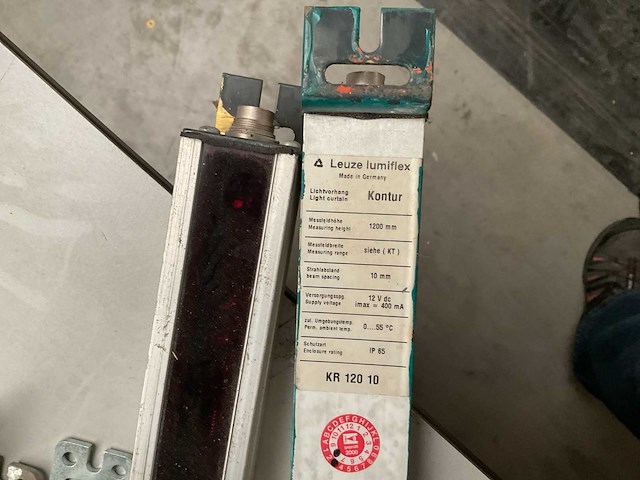 Leuze lumiflex
Made in Germany
Lichtvorhang
Light curtain Kontur
Messfeldhöhe
Measuring height 1200 mm
Messfeldbreite
Measuring range siehe ( KT )
Strahlabstand
beam spacing 10 mm
Versorgungsspg. 12 V dc
Supply voltage imax = 400 mA
zul. Umgebungstemp.
Perm. ambient temp. 0....55 °C
Schutzart
Enclosure rating IP 65
KR 120 10
2000